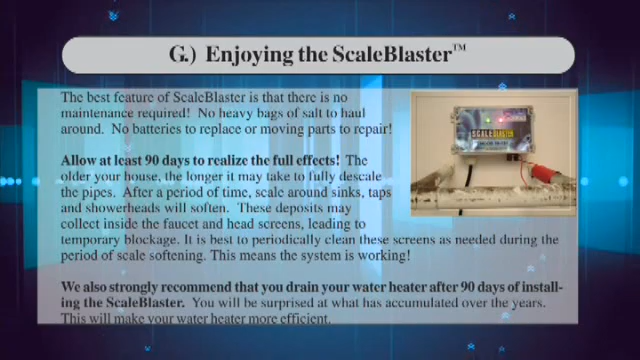 G.) Enjoying the ScaleBlaster™
The best feature of ScaleBlaster is that there is no
maintenance required! No heavy bags of salt to haul
around. No batteries to replace or moving parts to repair!
SCALEBLASTER
Allow at least 90 days to realize the full effects! The
older your house, the longer it may take to fully descale
the pipes. After a period of time, scale around sinks, taps
and showerheads will soften. These deposits may
collect inside the faucet and head screens, leading to
temporary blockage. It is best to periodically clean these screens as needed during the
period of scale softening. This means the system is working!
We also strongly recommend that you drain your water heater after 90 days of install-
ing the ScaleBlaster. You will be surprised at what has accumulated over the years.
This will make your water heater more efficient.